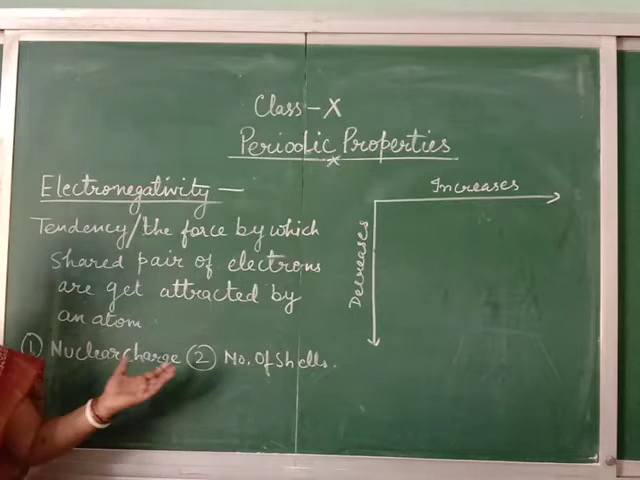 Class - X
Periodic Properties
Electronegativity —
Tendency/the force by which
shared pair of electrons
are get attracted by
an atom
① Nuclear charge ② No. Of Shells.
Increases
Decreases